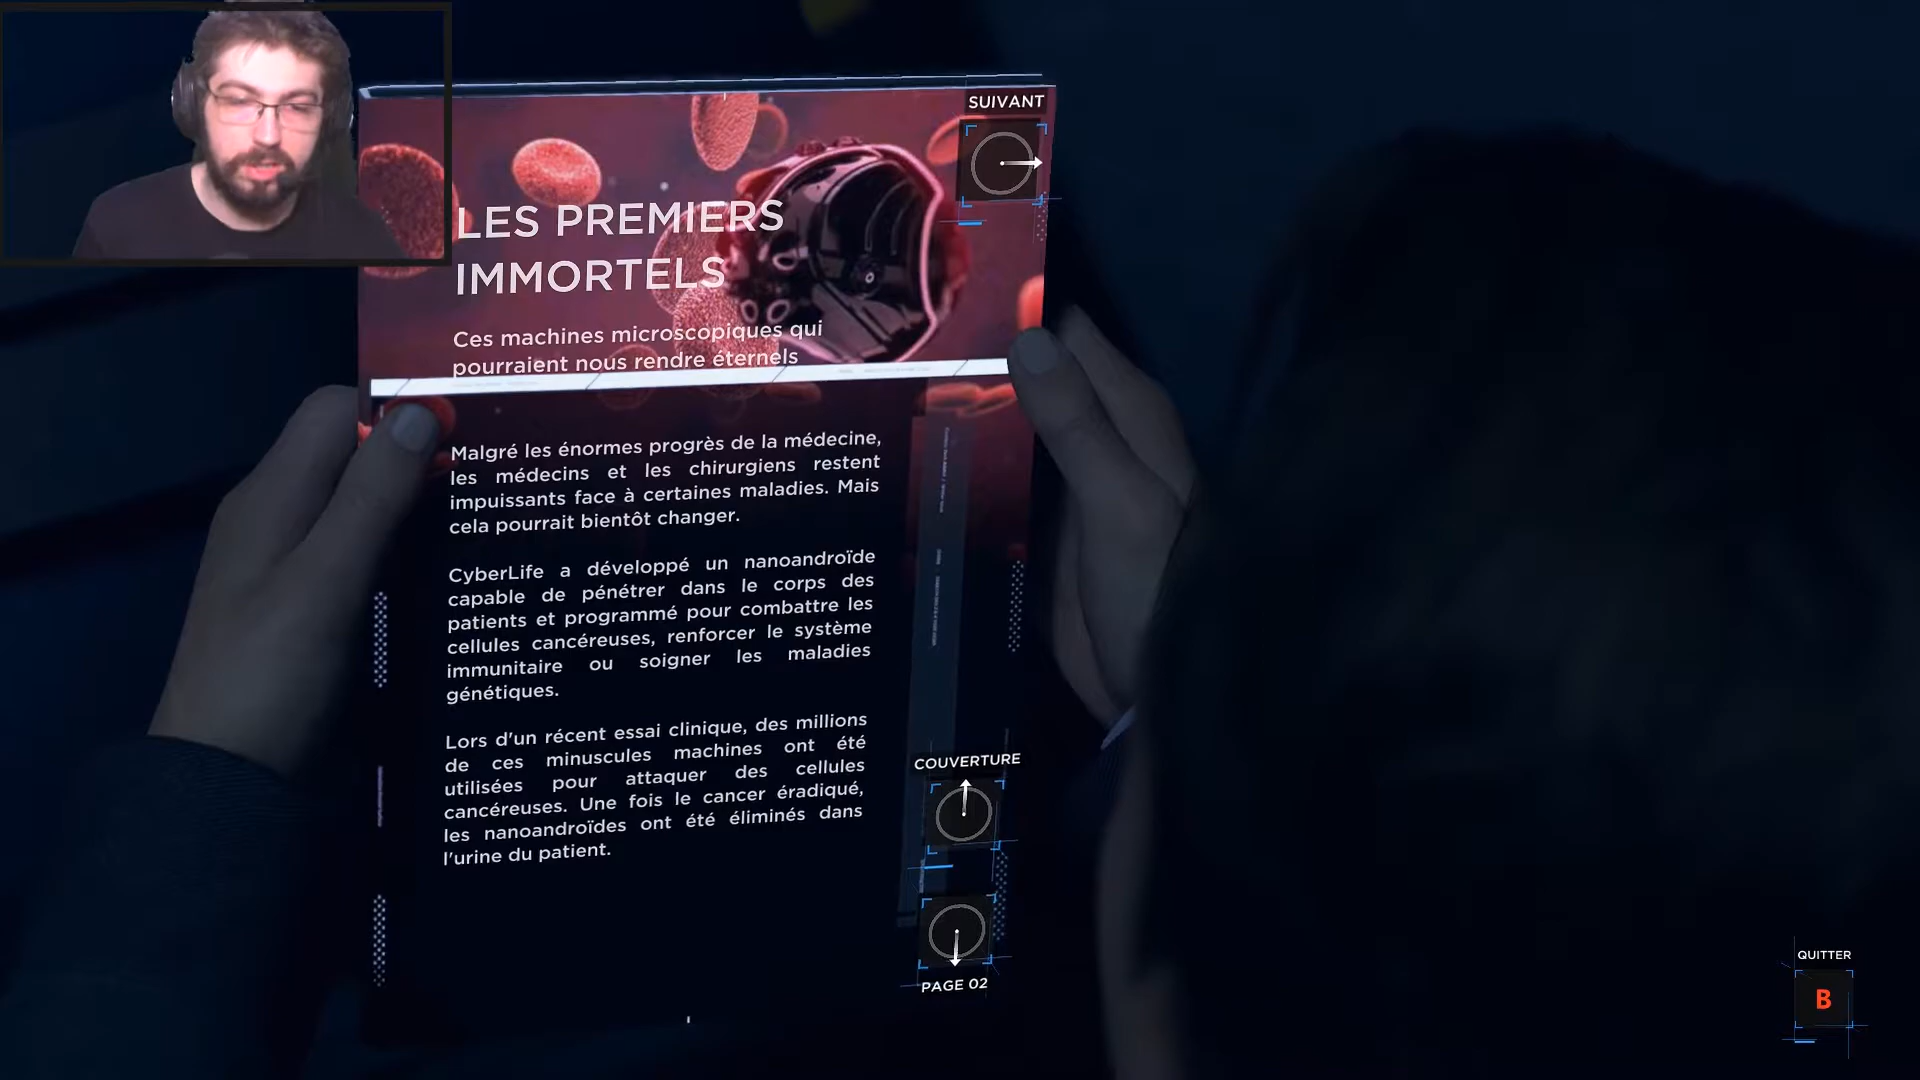 SUIVANT
LES PREMIERS
IMMORTELS
Ces machines microscopiques qui
pourraient nous rendre éternels
Malgré les énormes progrès de la médecine,
les médecins et les chirurgiens restent
impuissants face à certaines maladies. Mais
cela pourrait bientôt changer.
CyberLife a développé un nanoandroïde
capable de pénétrer dans le corps des
patients et programmé pour combattre les
cellules cancéreuses, renforcer le système
immunitaire ou soigner les maladies
génétiques.
Lors d'un récent essai clinique, des millions
de ces minuscules machines ont été
utilisées pour attaquer des cellules
cancéreuses. Une fois le cancer éradiqué,
les nanoandroïdes ont été éliminés dans
l'urine du patient.
COUVERTURE
PAGE 02
QUITTER
B